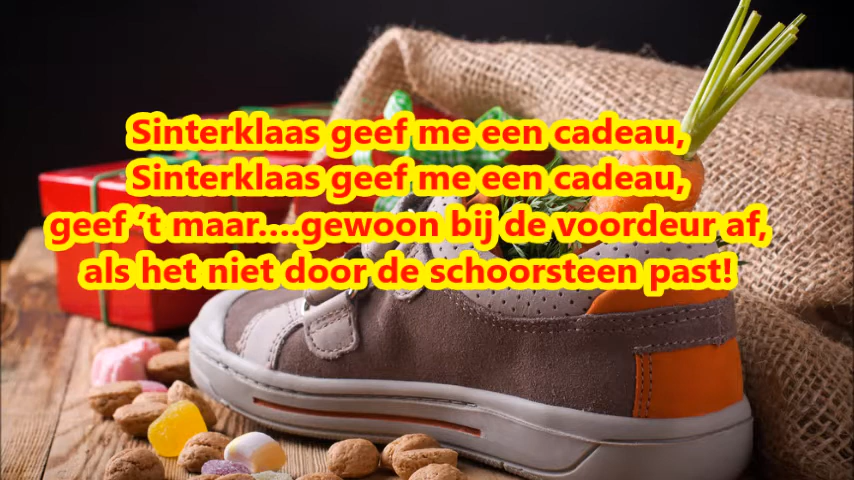 Sinterklaas geef me een cadeau,
Sinterklaas geef me een cadeau,
geef ’t maar....gewoon bij de voordeur af,
als het niet door de schoorsteen past!